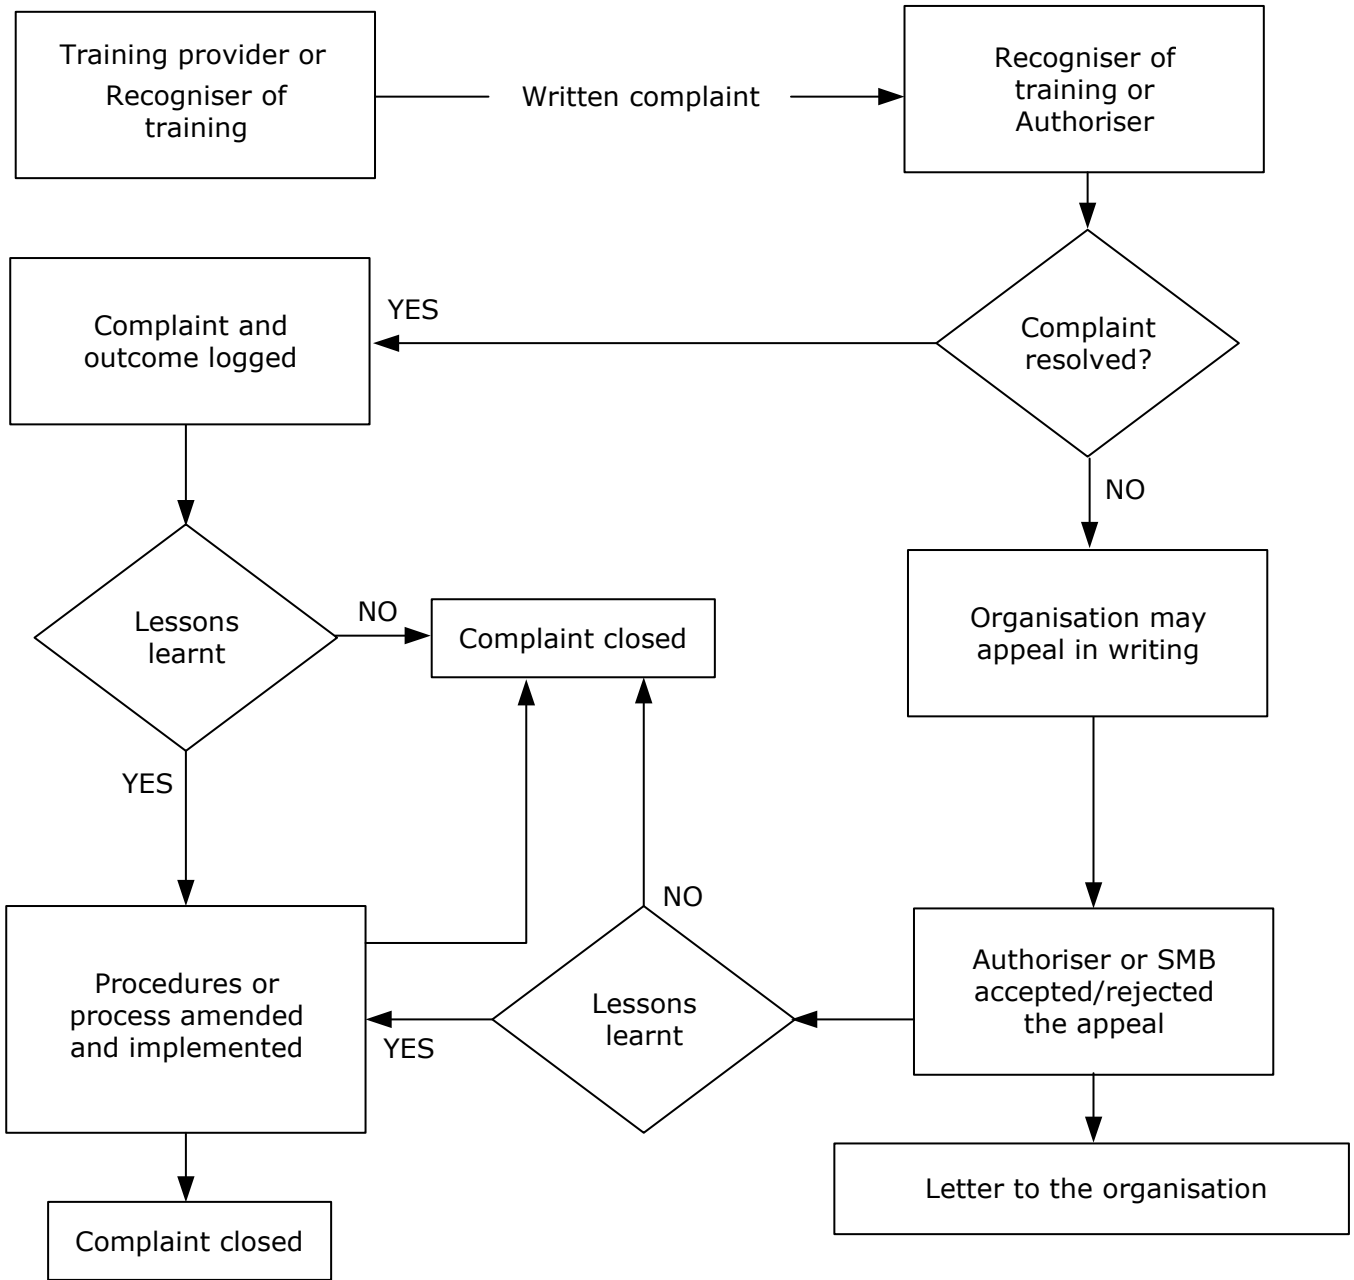 Training provider or
Recogniser of
training
Written complaint
Recogniser of
training or
Authoriser
Complaint and
outcome logged
YES
Complaint
resolved?
NO
Lessons
learnt
NO
Complaint closed
Organisation may
appeal in writing
YES
NO
Procedures or
process amended
and implemented
YES
Lessons
learnt
Authoriser or SMB
accepted/rejected
the appeal
Letter to the organisation
Complaint closed